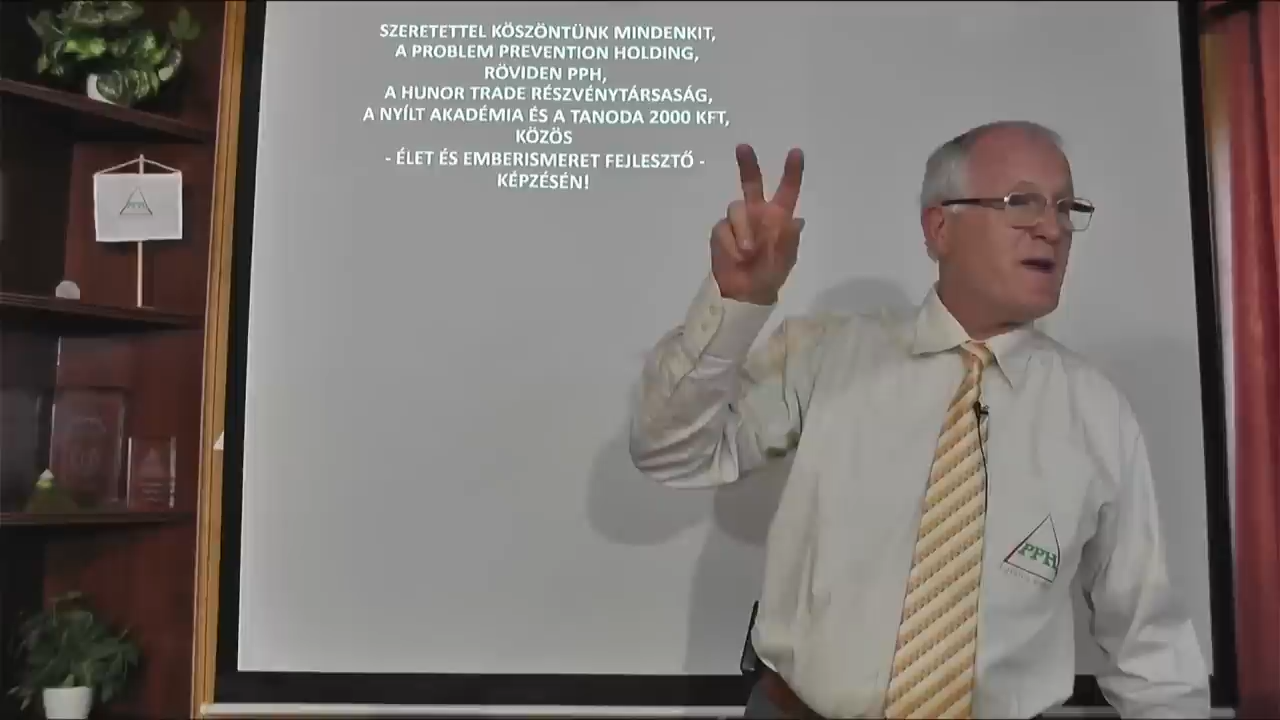 SZERETETTEL KÖSZÖNTÜNK MINDENKIT,
A PROBLEM PREVENTION HOLDING,
RÖVIDEN PPH,
A HUNOR TRADE RÉSZVÉNYTÁRSASÁG,
A NYÍLT AKADÉMIA ÉS A TANODA 2000 KFT,
KÖZÖS
- ÉLET ÉS EMBERISMERET FEJLESZTŐ -
KÉPZÉSÉN!
PPH
PPH